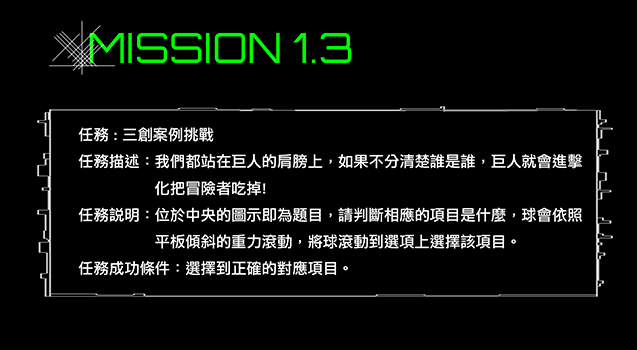 MISSION 1.3
任務：三創案例挑戰
任務描述：我們都站在巨人的肩膀上，如果不分清楚誰是誰，巨人就會進擊
化把冒險者吃掉!
任務說明：位於中央的圖示即為題目，請判斷相應的項目是什麼，球會依照
平板傾斜的重力滾動，將球滾動到選項上選擇該項目。
任務成功條件：選擇到正確的對應項目。